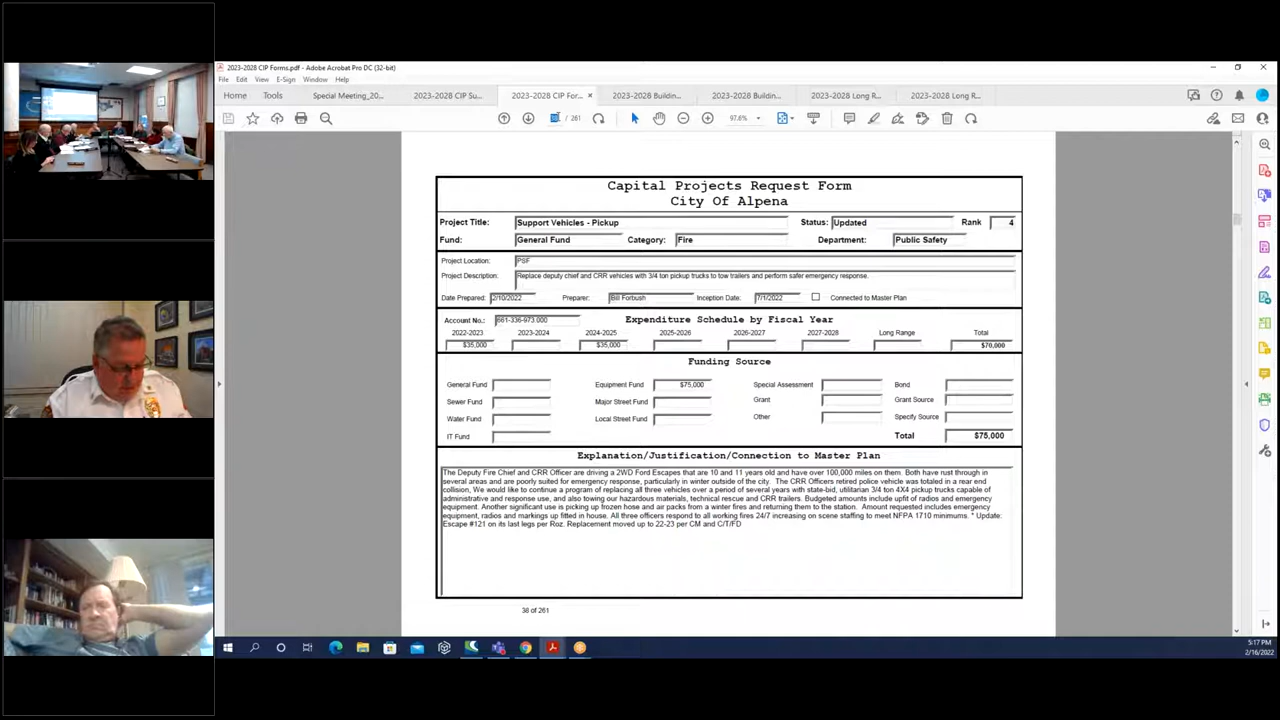 2023-2028 CIP Forms.pdf - Adobe Acrobat Pro DC (32-bit)
File Edit View E-Sign Window Help
Home Tools Special Meeting_20... 2023-2028 CIP Su... 2023-2028 CIP For... × 2023-2028 Buildin... 2023-2028 Buildin... 2023-2028 Long R... 2023-2028 Long R...
/ 261 97.6%
Capital Projects Request Form
City Of Alpena
Project Title: Support Vehicles - Pickup Status: Updated Rank 4
Fund: General Fund Category: Fire Department: Public Safety
Project Location: PSF
Project Description: Replace deputy chief and CRR vehicles with 3/4 ton pickup trucks to tow trailers and perform safer emergency response.
Date Prepared: 2/10/2022 Preparer: Bill Forbush Inception Date: 7/1/2022 Connected to Master Plan
Account No.: 661-336-973.000 Expenditure Schedule by Fiscal Year
2022-2023 2023-2024 2024-2025 2025-2026 2026-2027 2027-2028 Long Range Total
$35,000 $35,000 $70,000
Funding Source
General Fund Equipment Fund $75,000 Special Assessment Bond
Sewer Fund Major Street Fund Grant Grant Source
Water Fund Local Street Fund Other Specify Source
IT Fund Total $75,000
Explanation/Justification/Connection to Master Plan
The Deputy Fire Chief and CRR Officer are driving a 2WD Ford Escapes that are 10 and 11 years old and have over 100,000 miles on them. Both have rust through in
several areas and are poorly suited for emergency response, particularly in winter outside of the city. The CRR Officers retired police vehicle was totaled in a rear end
collision, We would like to continue a program of replacing all three vehicles over a period of several years with state-bid, utilitarian 3/4 ton 4X4 pickup trucks capable of
administrative and response use, and also towing our hazardous materials, technical rescue and CRR trailers. Budgeted amounts include upfit of radios and emergency
equipment. Another significant use is picking up frozen hose and air packs from a winter fires and returning them to the station. Amount requested includes emergency
equipment, radios and markings up fitted in house. All three officers respond to all working fires 24/7 increasing on scene staffing to meet NFPA 1710 minimums. * Update:
Escape #121 on its last legs per Roz. Replacement moved up to 22-23 per CM and C/T/FD
38 of 261
5:17 PM
2/16/2022